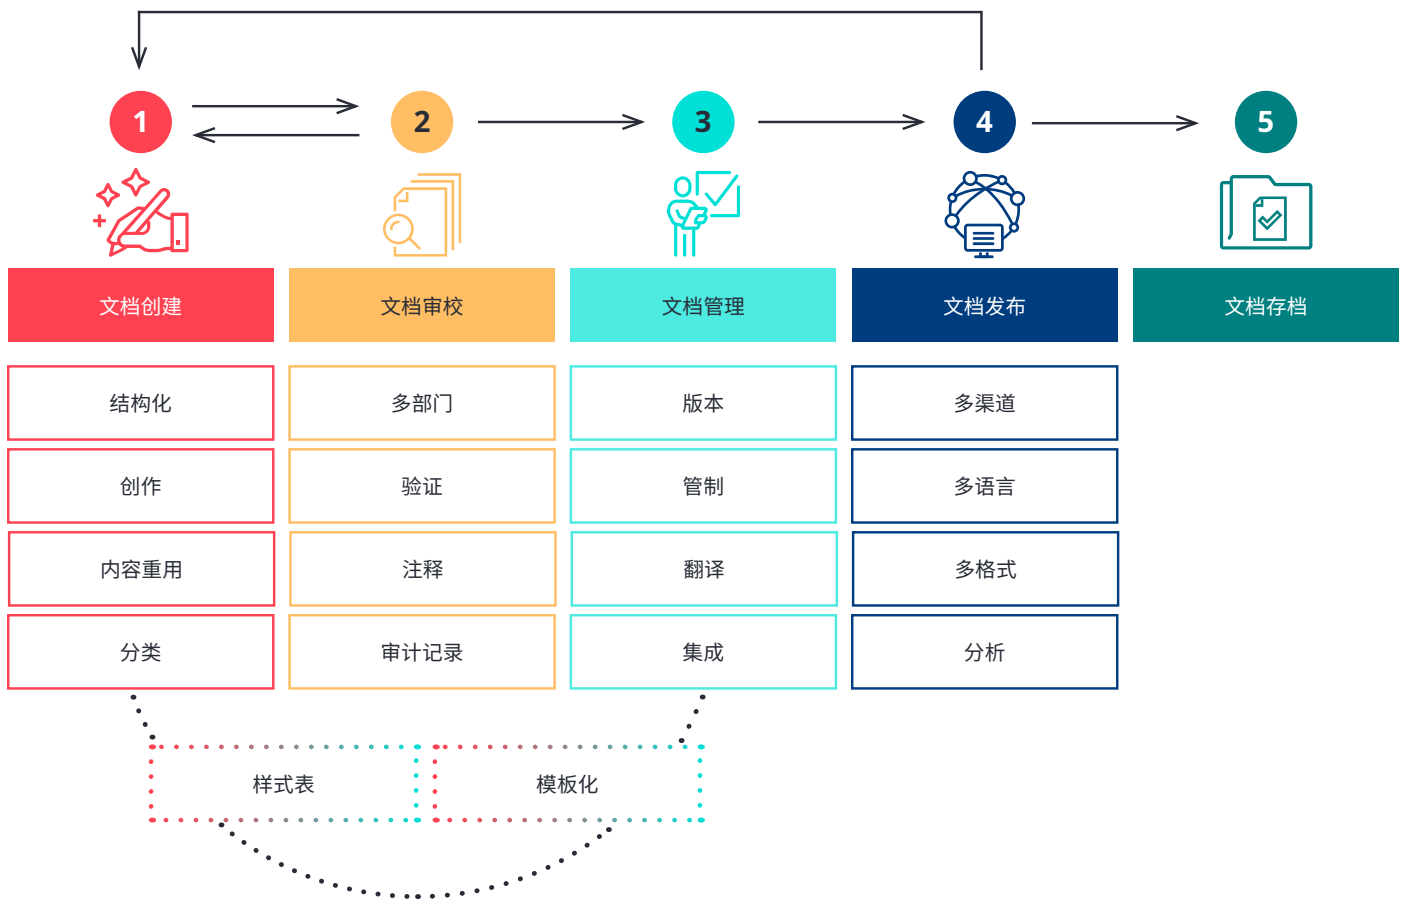 1
2
3
4
5
文档创建
文档审校
文档管理
文档发布
文档存档
结构化
多部门
版本
多渠道
创作
验证
管制
多语言
内容重用
注释
翻译
多格式
分类
审计记录
集成
分析
样式表
模板化